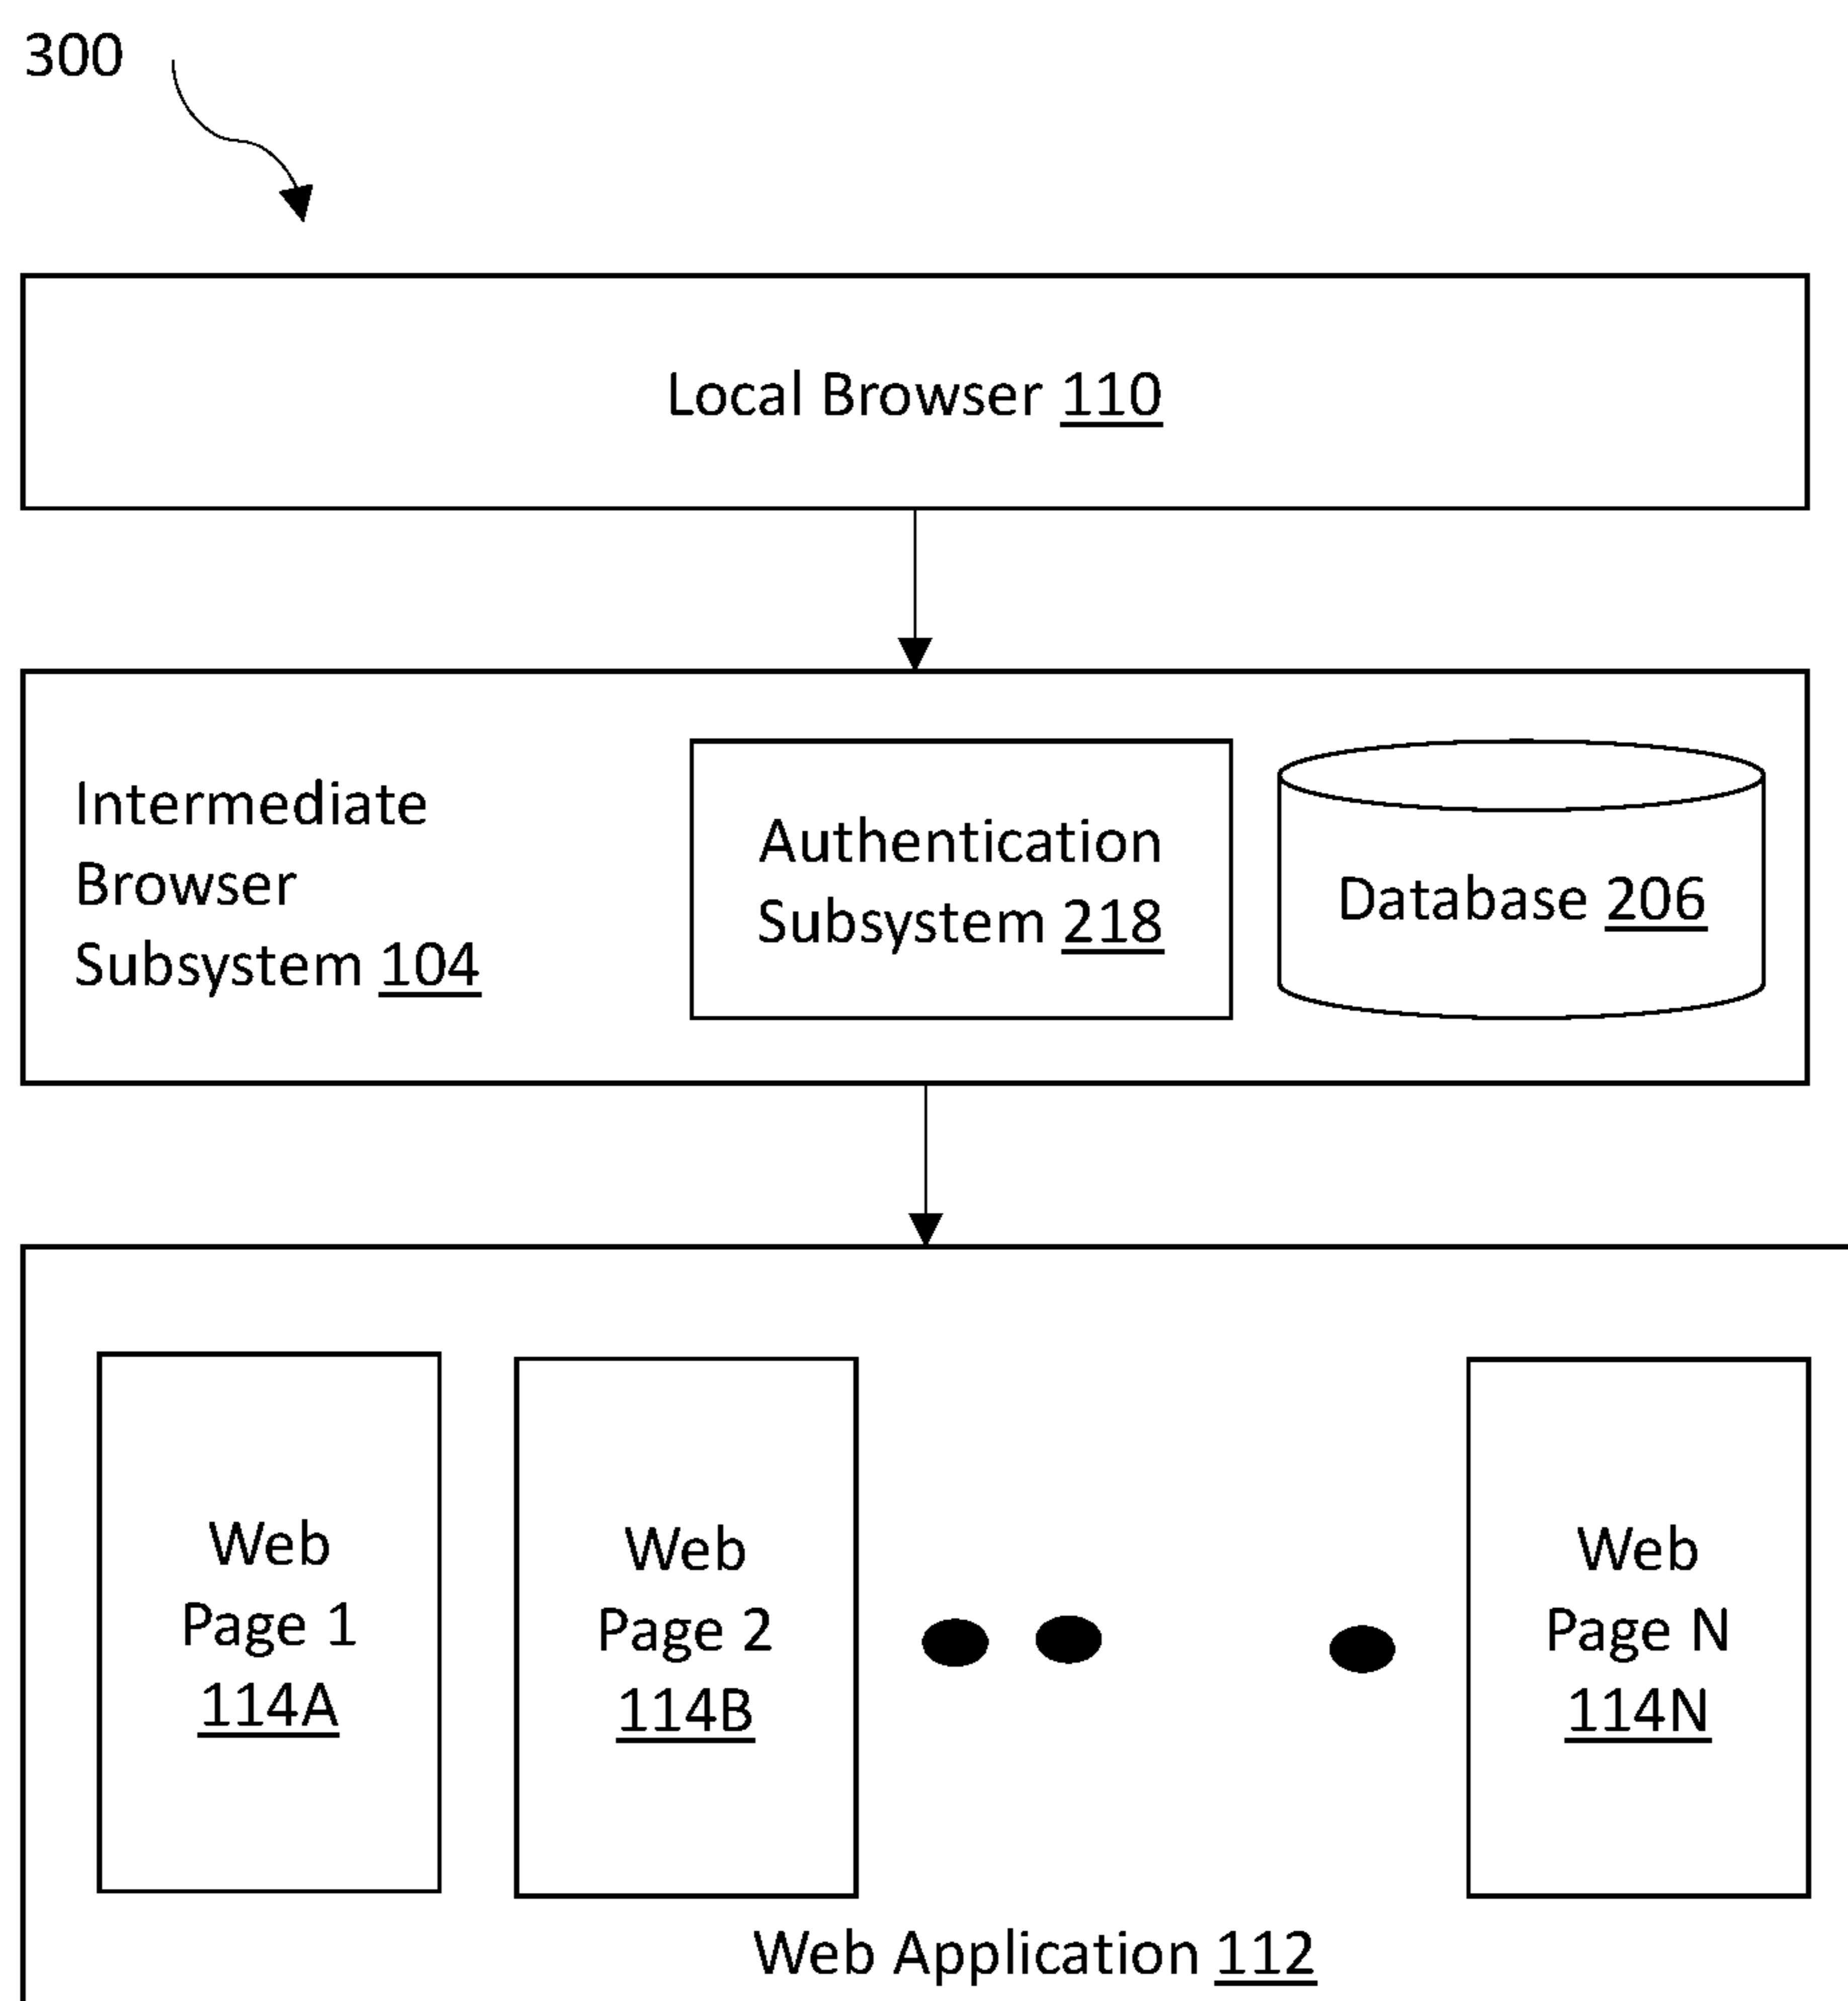 300
Local Browser 110
Intermediate
Browser
Subsystem 104
Authentication
Subsystem 218
Database 206
Web
Page 1
114A
Web
Page 2
114B
Web
Page N
114N
Web Application 112